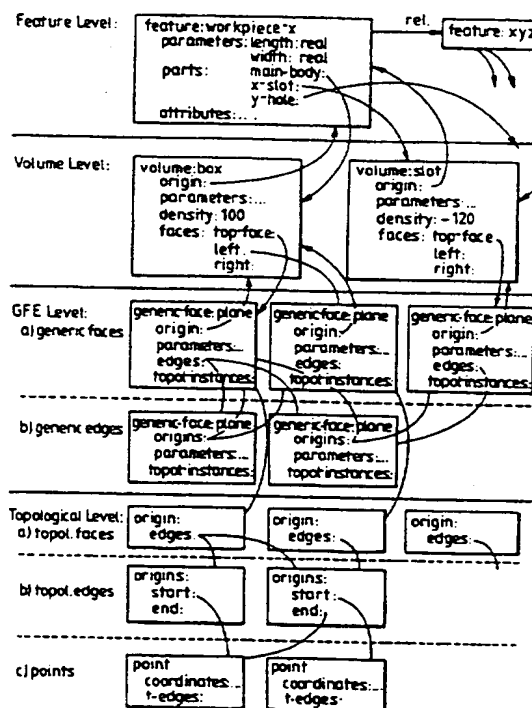 Feature Level:
feature:workpiece-x
parameters: length: real
width: real
parts: main-body:
x-slot:
y-hole:
attributes:... .
rel.
feature: xyz
Volume Level:
volume:box
origin:
parameters:...
density: 100
faces: top-face:
left:
right:
volume: slot
origin:
parameters:...
density: -120
faces: top-face
left:
right:
GFE Level:
a) generic faces
generic-face: plane
origin:
parameters:...
edges:
topol-instances:
generic-face: plane
origin:
parameters:...
edges:
topol-instances:
generic-face: plane
origin:
parameters:...
edges:
topol-instances:
b) generic edges
generic-face: plane
origins:
parameters:...
topol-instances:
generic-face: plane
origins:
parameters:...
topol-instances:
Topological Level:
a) topol. faces
origin:
edges:
origin:
edges:
origin:
edges:
b) topol. edges
origins:
start:
end:
origins:
start:
end:
c) points
point
coordinates:...
t-edges:
point
coordinates:...
t-edges: